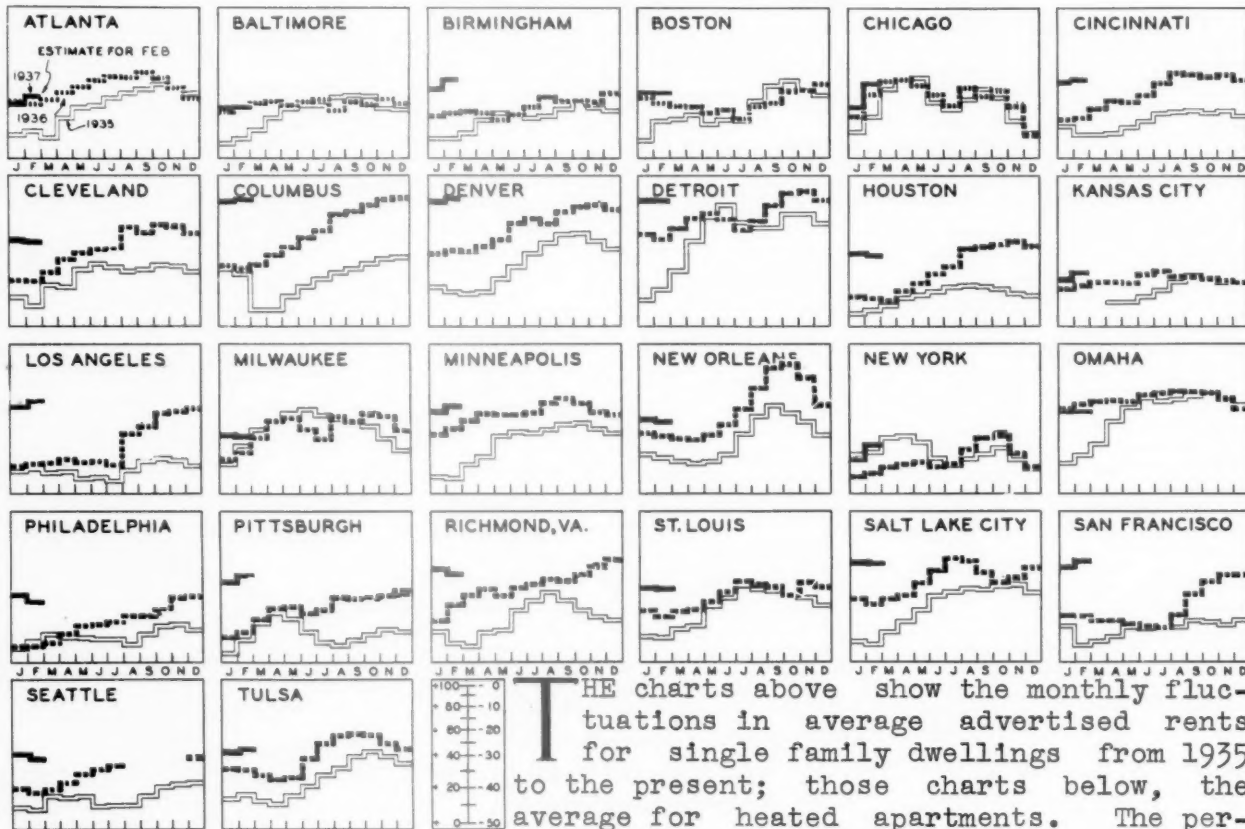 ATLANTA
ESTIMATE FOR FEB
1937
1936
1935
BALTIMORE
BIRMINGHAM
BOSTON
CHICAGO
CINCINNATI
J F M A M J J A S O N D
J F M A M J J A S O N D
J F M A M J J A S O N D
J F M A M J J A S O N D
J F M A M J J A S O N D
J F M A M J J A S O N D
CLEVELAND
COLUMBUS
DENVER
DETROIT
HOUSTON
KANSAS CITY
LOS ANGELES
MILWAUKEE
MINNEAPOLIS
NEW ORLEANS
NEW YORK
OMAHA
PHILADELPHIA
PITTSBURGH
RICHMOND, VA.
ST. LOUIS
SALT LAKE CITY
SAN FRANCISCO
J F M A M J J A S O N D
J F M A M J J A S O N D
J F M A M J J A S O N D
J F M A M J J A S O N D
J F M A M J J A S O N D
J F M A M J J A S O N D
SEATTLE
TULSA
+100 0
80 -10
+60 -20
+40 -30
20 40
0 -50
THE charts above show the monthly fluc-
tuations in average advertised rents
for single family dwellings from 1935
to the present; those charts below, the
average for heated apartments. The per-